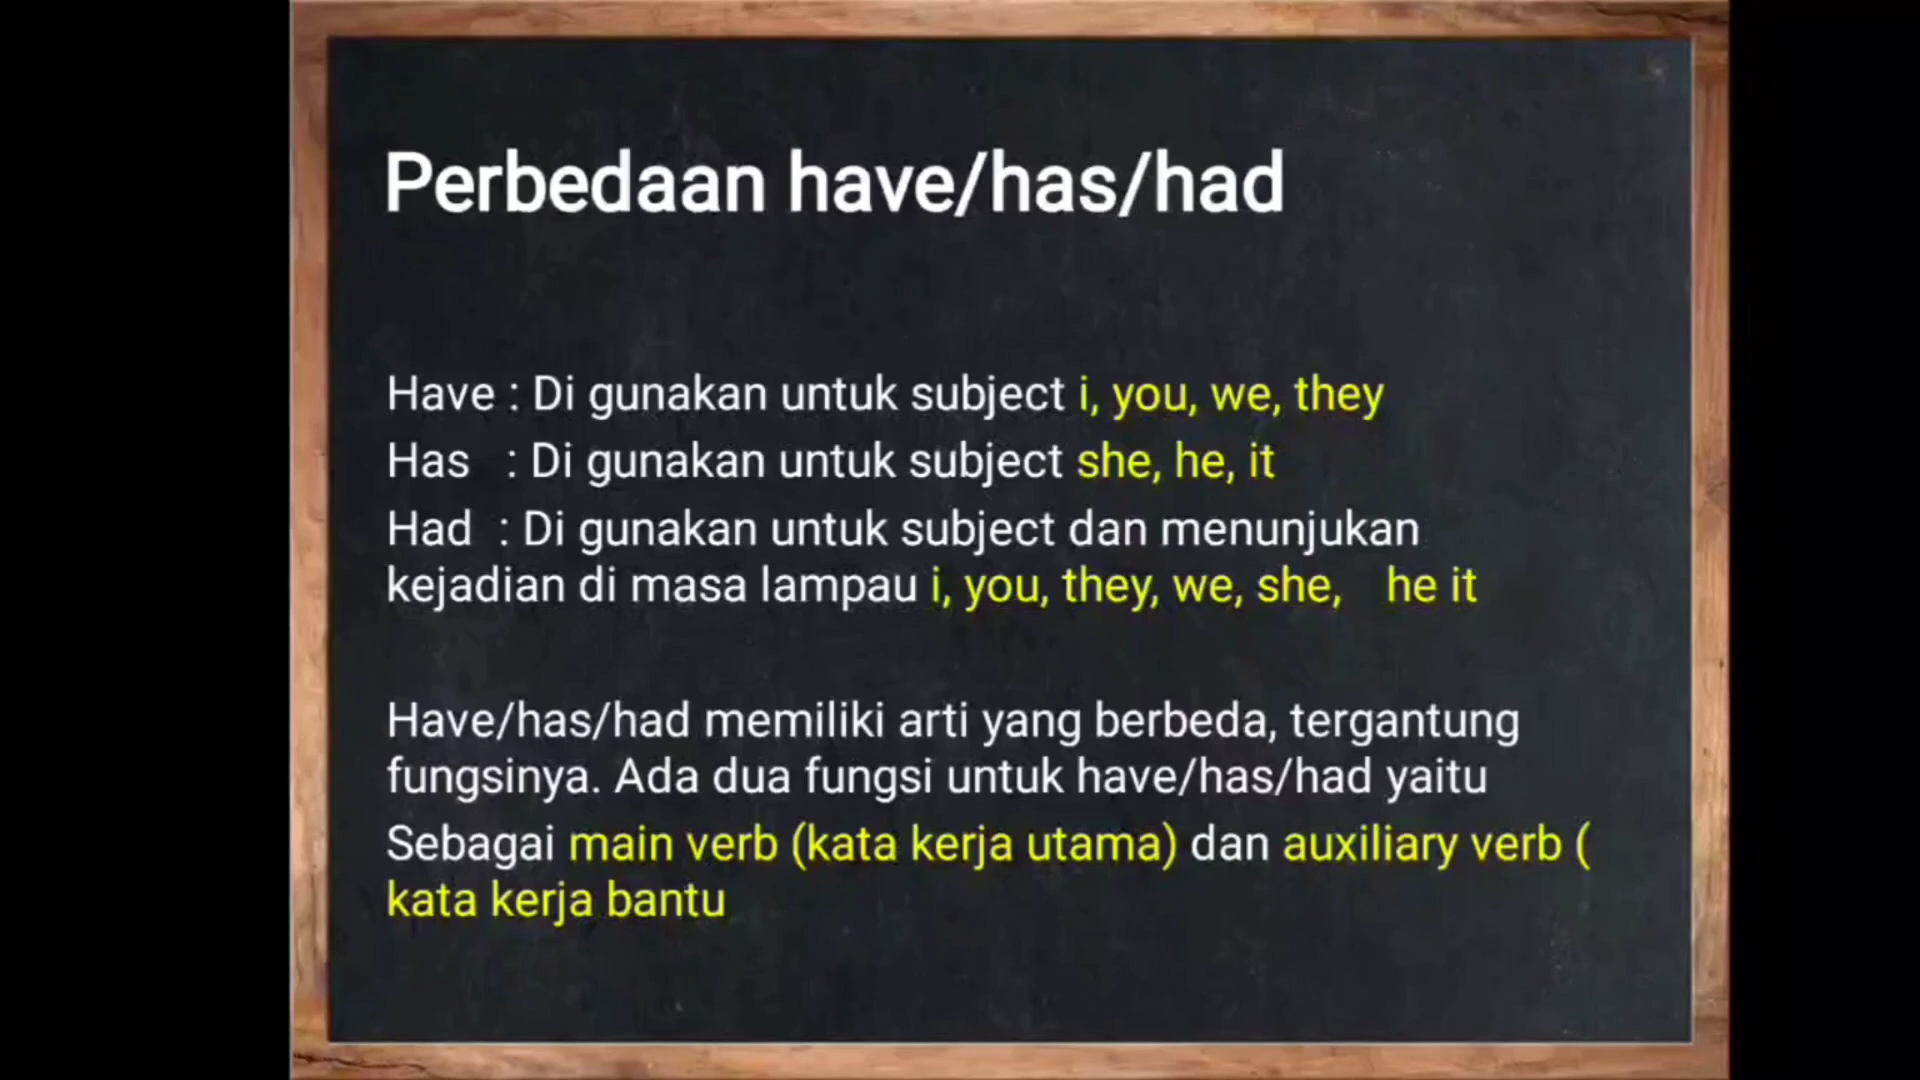 Perbedaan have/has/had
Have : Di gunakan untuk subject i, you, we, they
Has : Di gunakan untuk subject she, he, it
Had : Di gunakan untuk subject dan menunjukan
kejadian di masa lampau i, you, they, we, she, he it
Have/has/had memiliki arti yang berbeda, tergantung
fungsinya. Ada dua fungsi untuk have/has/had yaitu
Sebagai main verb (kata kerja utama) dan auxiliary verb (
kata kerja bantu